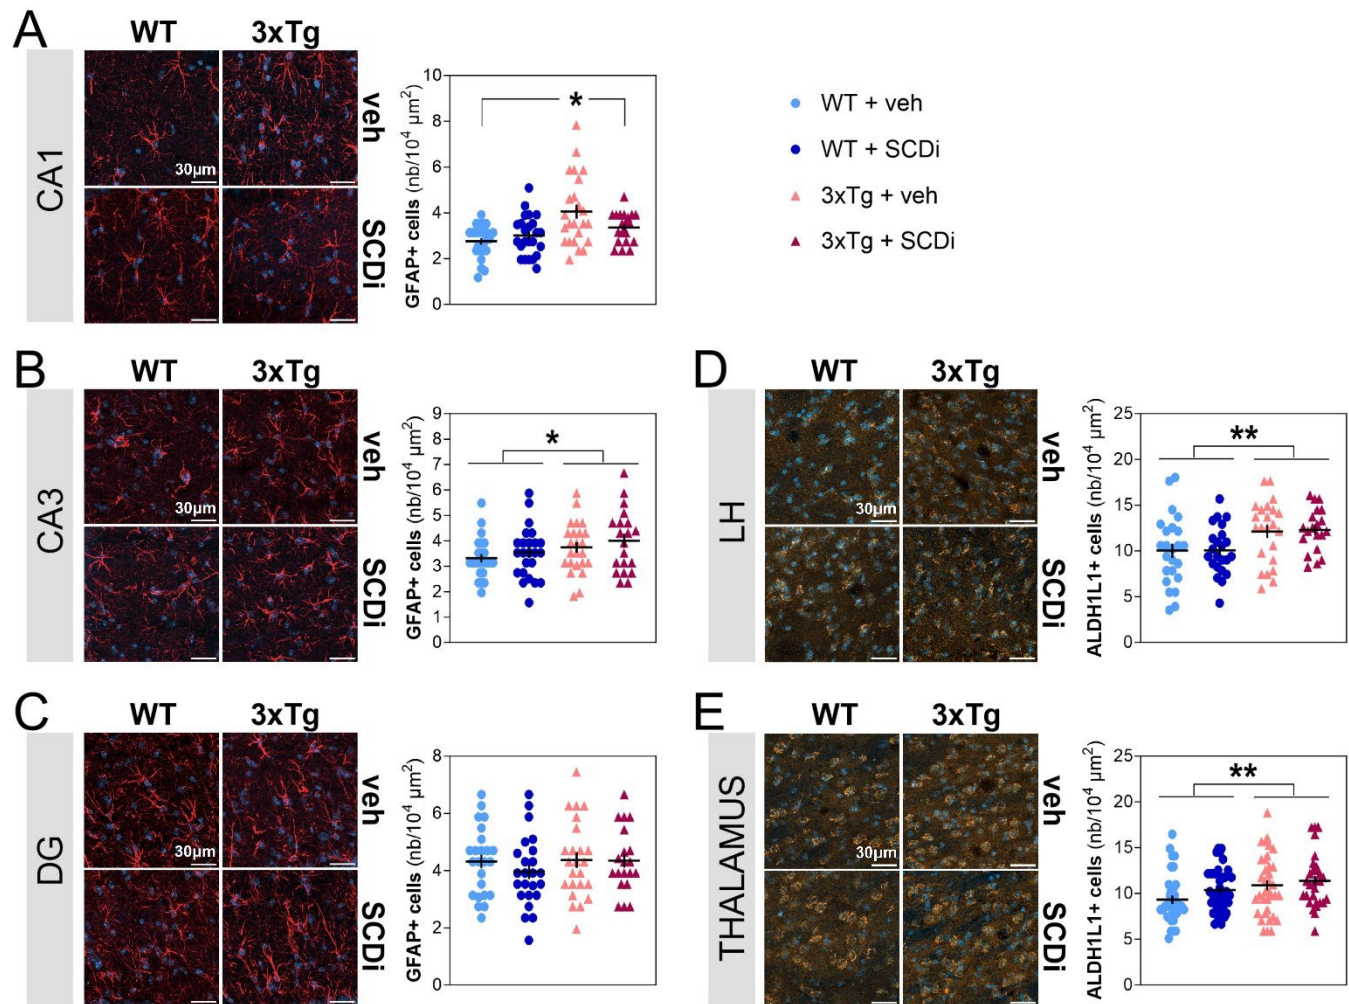 A
WT 3xTg
CA1
veh
SCDi
30µm
GFAP+ cells (nb/10⁴ µm²)
10
8
6
4
2
0
*
WT + veh
WT + SCDi
3xTg + veh
3xTg + SCDi
B
WT 3xTg
CA3
veh
SCDi
30µm
GFAP+ cells (nb/10⁴ µm²)
9
8
7
7
6
5
4
3
2
1
1
0
*
D
WT 3xTg
LH
veh
SCDi
30µm
ALDH1L1+ cells (nb/10⁴ µm²)
25
20
15
10
5
0
**
C
WT 3xTg
DG
veh
SCDi
30µm
GFAP+ cells (nb/10⁴ µm²)
8
6
4
2
0
E
WT 3xTg
THALAMUS
veh
SCDi
30µm
ALDH1L1+ cells (nb/10⁴ µm²)
25
20
15
10
5
0
**